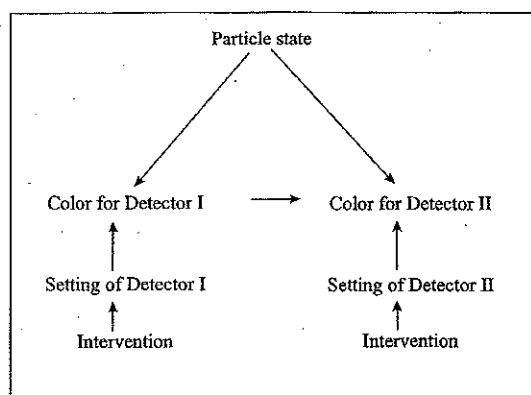 Particle state
Color for Detector I
Color for Detector II
Setting of Detector I
Setting of Detector II
Intervention
Intervention